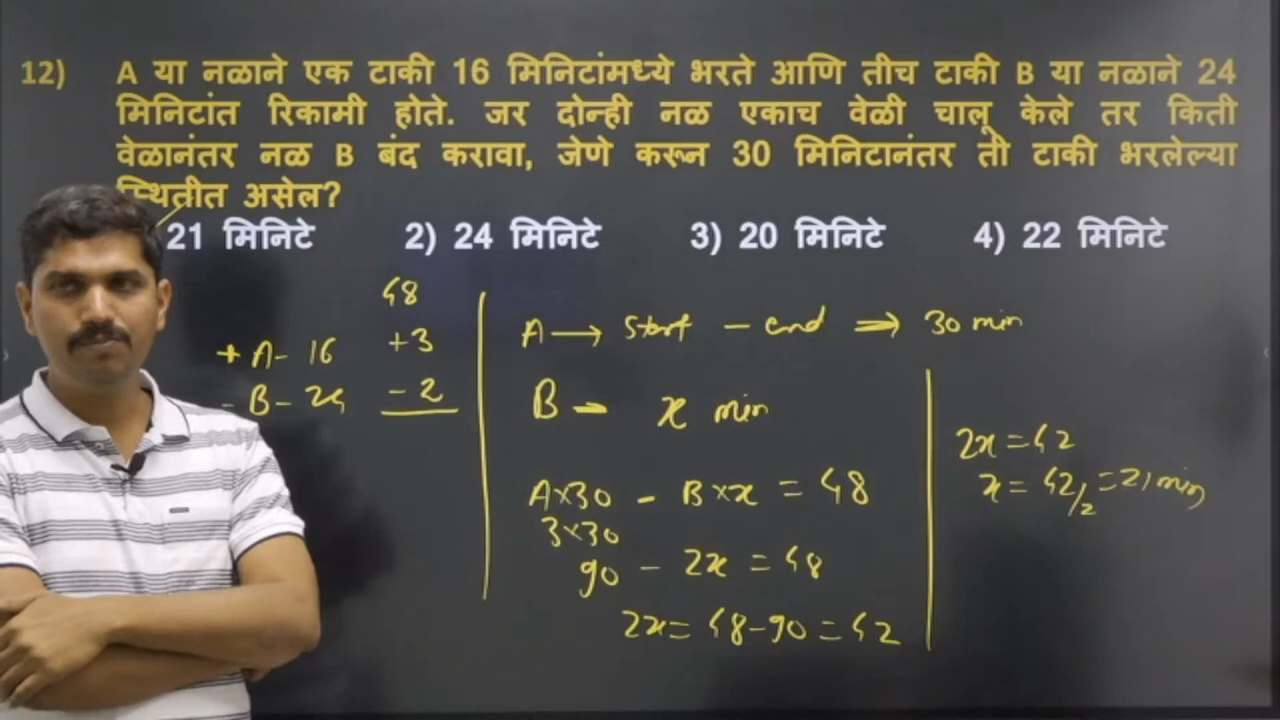 12) A या नळाने एक टाकी 16 मिनिटांमध्ये भरते आणि तीच टाकी B या नळाने 24
मिनिटांत रिकामी होते. जर दोन्ही नळ एकाच वेळी चालू केले तर किती
वेळानंतर नळ B बंद करावा, जेणे करून 30 मिनिटानंतर ती टाकी भरलेल्या
स्थितीत असेल?
21 मिनिटे 2) 24 मिनिटे 3) 20 मिनिटे 4) 22 मिनिटे
48
+ A- 16 +3
- B- 24 - 2
A → Start - end ⇒ 30 min
B - x min
A×30 - B×x = 48
3×30
90 - 2x = 48
2x = 48-90 = 42
2x = 42
x = 42/2 = 21 min